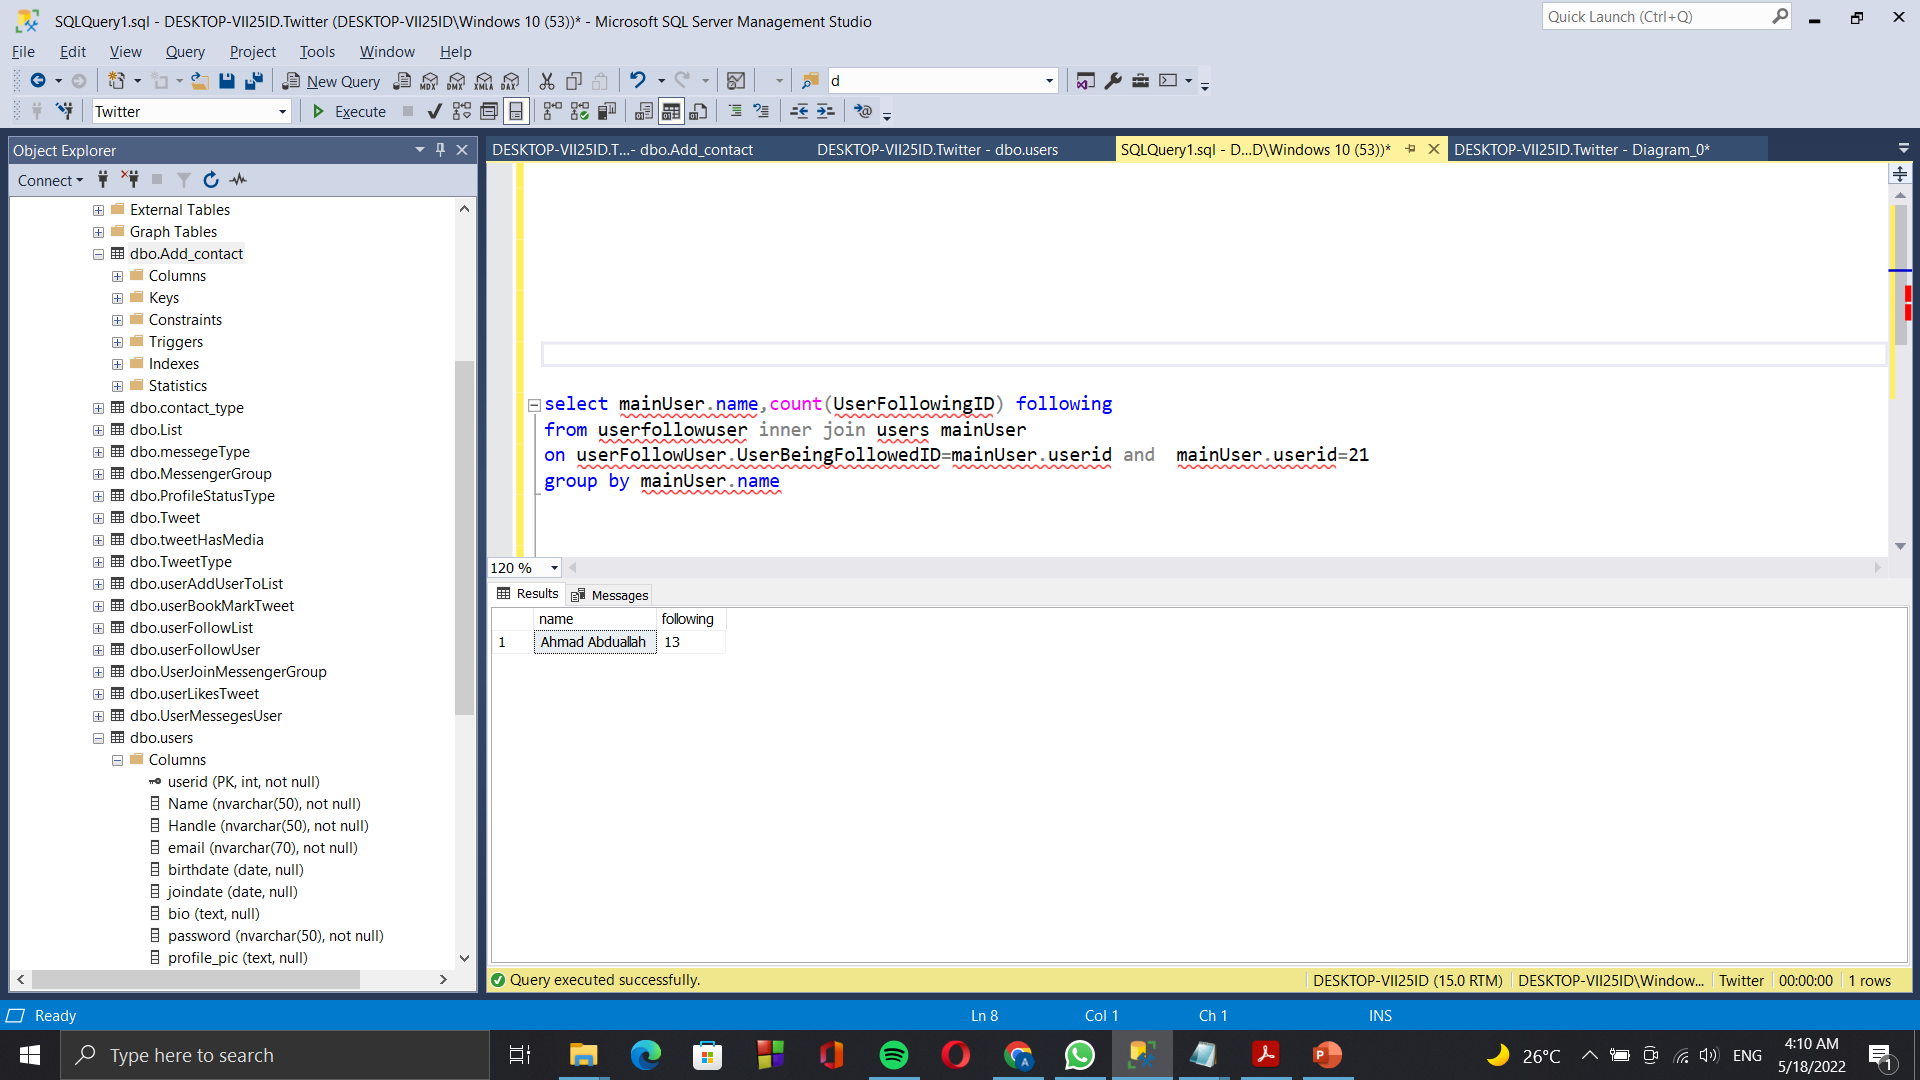 SQLQuery1.sql - DESKTOP-VII25ID.Twitter (DESKTOP-VII25ID\Windows 10 (53))* - Microsoft SQL Server Management Studio
Quick Launch (Ctrl+Q)
File Edit View Query Project Tools Window Help
New Query MDX DMX XMLA DAX d
Twitter Execute
Object Explorer
DESKTOP-VII25ID.T...- dbo.Add_contact DESKTOP-VII25ID.Twitter - dbo.users SQLQuery1.sql - D...D\Windows 10 (53))* DESKTOP-VII25ID.Twitter - Diagram_0*
Connect
External Tables
Graph Tables
dbo.Add_contact
Columns
Keys
Constraints
Triggers
Indexes
Statistics
dbo.contact_type
dbo.List
dbo.messegeType
dbo.MessengerGroup
dbo.ProfileStatusType
dbo.Tweet
dbo.tweetHasMedia
dbo.TweetType
dbo.userAddUserToList
dbo.userBookMarkTweet
dbo.userFollowList
dbo.userFollowUser
dbo.UserJoinMessengerGroup
dbo.userLikesTweet
dbo.UserMessegesUser
dbo.users
Columns
userid (PK, int, not null)
Name (nvarchar(50), not null)
Handle (nvarchar(50), not null)
email (nvarchar(70), not null)
birthdate (date, null)
joindate (date, null)
bio (text, null)
password (nvarchar(50), not null)
profile_pic (text, null)
select mainUser.name,count(UserFollowingID) following
from userfollowuser inner join users mainUser
on userFollowUser.UserBeingFollowedID=mainUser.userid and  mainUser.userid=21
group by mainUser.name
120 %
Results Messages
name following
1 Ahmad Abduallah 13
Query executed successfully. DESKTOP-VII25ID (15.0 RTM) DESKTOP-VII25ID\Window... Twitter 00:00:00 1 rows
Ready Ln 8 Col 1 Ch 1 INS
Type here to search
26°C ENG
4:10 AM
5/18/2022
1